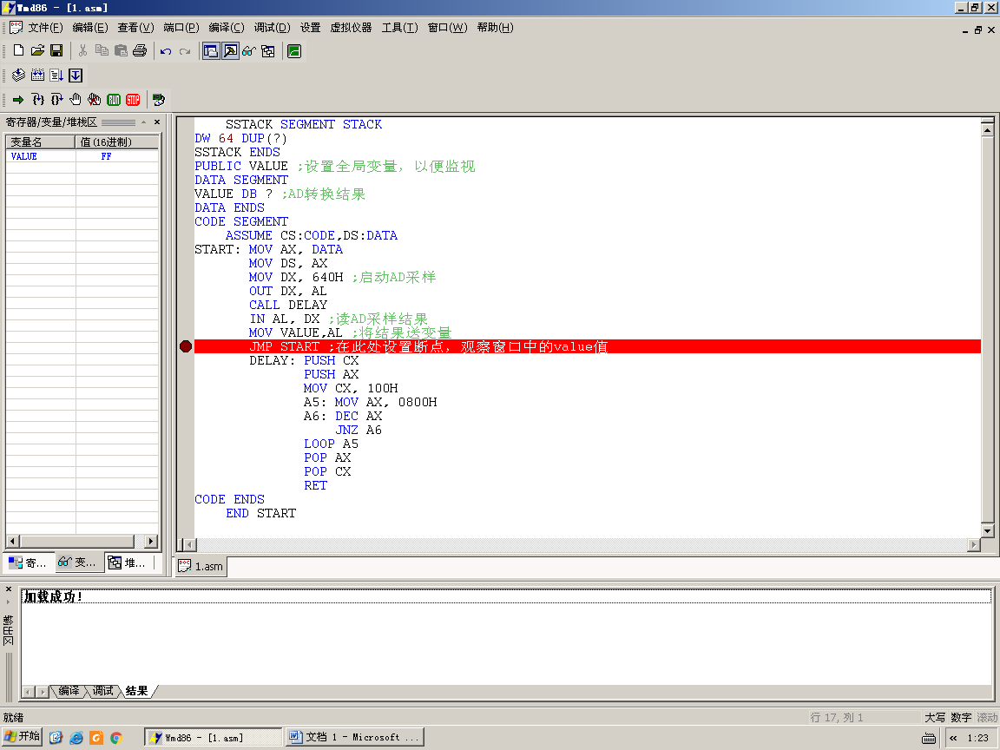 Wmd86 - [1.asm]
文件(F) 编辑(E) 查看(V) 端口(P) 编译(C) 调试(D) 设置 虚拟仪器 工具(T) 窗口(W) 帮助(H)
RUN STOP
寄存器/变量/堆栈区
变量名 值(16进制)
VALUE FF
SSTACK SEGMENT STACK
DW 64 DUP(?)
SSTACK ENDS
PUBLIC VALUE ;设置全局变量, 以便监视
DATA SEGMENT
VALUE DB ? ;AD转换结果
DATA ENDS
CODE SEGMENT
ASSUME CS:CODE,DS:DATA
START: MOV AX, DATA
MOV DS, AX
MOV DX, 640H ;启动AD采样
OUT DX, AL
CALL DELAY
IN AL, DX ;读AD采样结果
MOV VALUE,AL ;将结果送变量
JMP START ;在此处设置断点, 观察窗口中的value值
DELAY: PUSH CX
PUSH AX
MOV CX, 100H
A5: MOV AX, 0800H
A6: DEC AX
JNZ A6
LOOP A5
POP AX
POP CX
RET
CODE ENDS
END START
寄... 变... 堆...
1.asm
加载成功!
输出区
编译 调试 结果
就绪
行 17, 列 1
大写 数字 滚动
开始
Wmd86 - [1.asm]
文档 1 - Microsoft ...
« 1:23